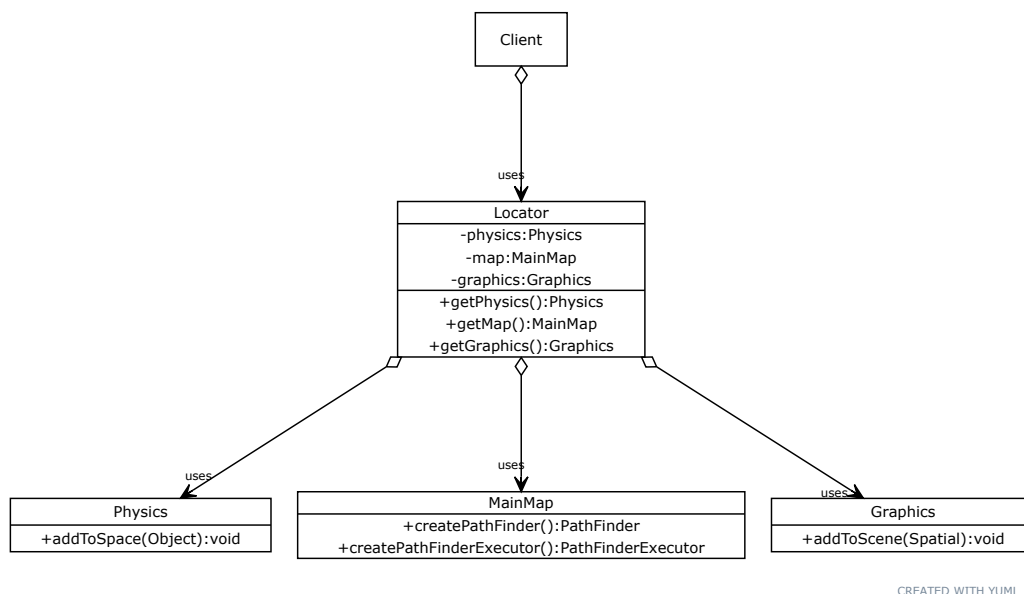 Client
uses
Locator
-physics:Physics
-map:MainMap
-graphics:Graphics
+getPhysics():Physics
+getMap():MainMap
+getGraphics():Graphics
uses
uses
uses
Physics
+addToSpace(Object):void
MainMap
+createPathFinder():PathFinder
+createPathFinderExecutor():PathFinderExecutor
Graphics
+addToScene(Spatial):void
CREATED WITH YUML